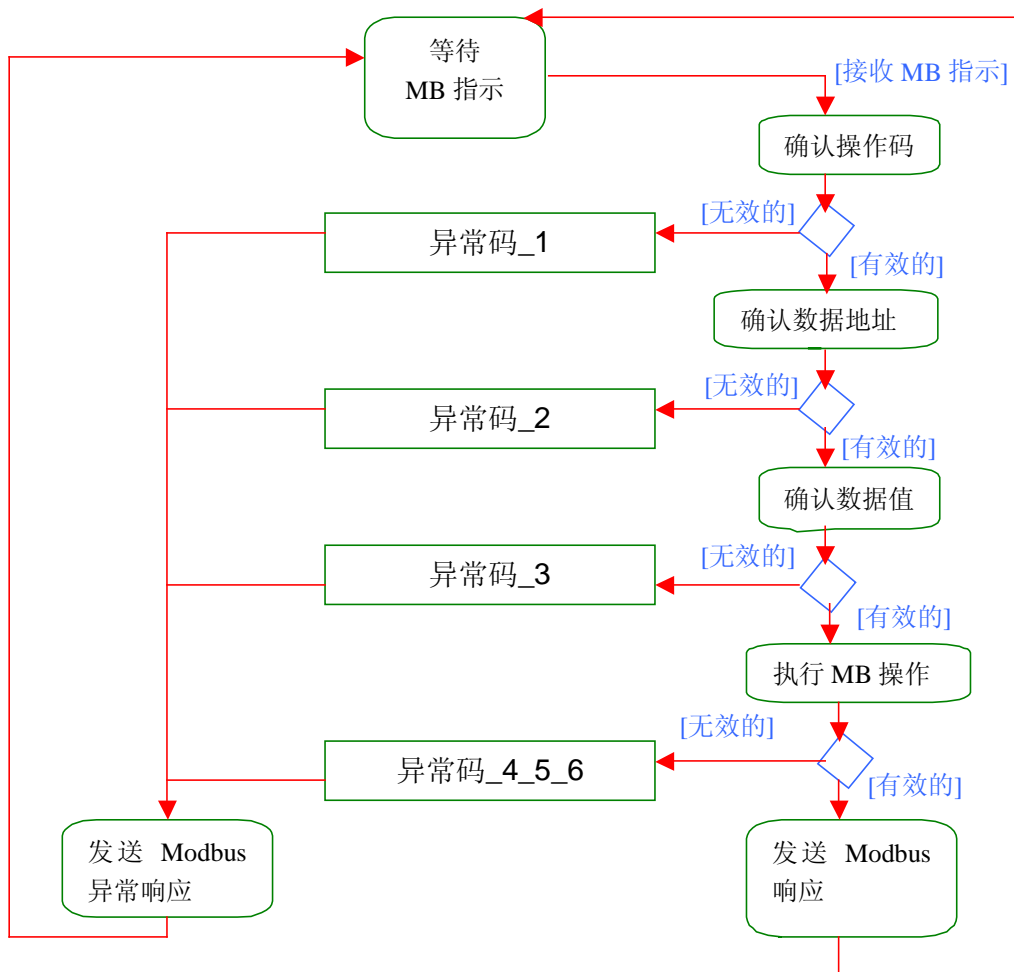 等待
MB 指示
[接收 MB 指示]
确认操作码
[无效的]
异常码_1
[有效的]
确认数据地址
[无效的]
异常码_2
[有效的]
确认数据值
[无效的]
异常码_3
[有效的]
执行 MB 操作
[无效的]
异常码_4_5_6
[有效的]
发送 Modbus
异常响应
发送 Modbus
响应